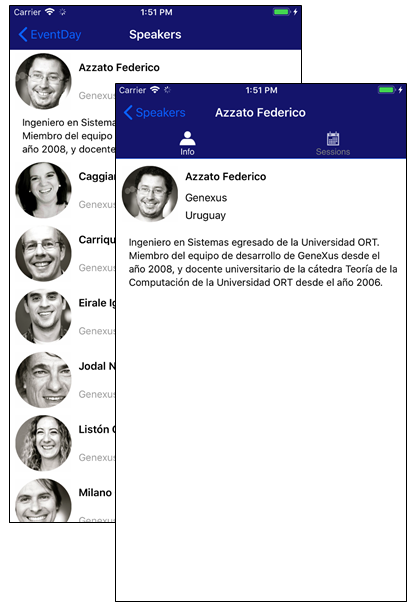 Carrier 1:51 PM
EventDay Speakers
Azzato Federico
Genexus
Ingeniero en Sistemas
Miembro del equipo
año 2008, y docente
Caggian
Genexus
Carriqu
Genexus
Eirale Ig
Genexus
Jodal N
Genexus
Listón
Genexus
Milano
Genexus
Carrier 1:51 PM
Speakers Azzato Federico
Info Sessions
Azzato Federico
Genexus
Uruguay
Ingeniero en Sistemas egresado de la Universidad ORT.
Miembro del equipo de desarrollo de GeneXus desde el
año 2008, y docente universitario de la cátedra Teoría de la
Computación de la Universidad ORT desde el año 2006.